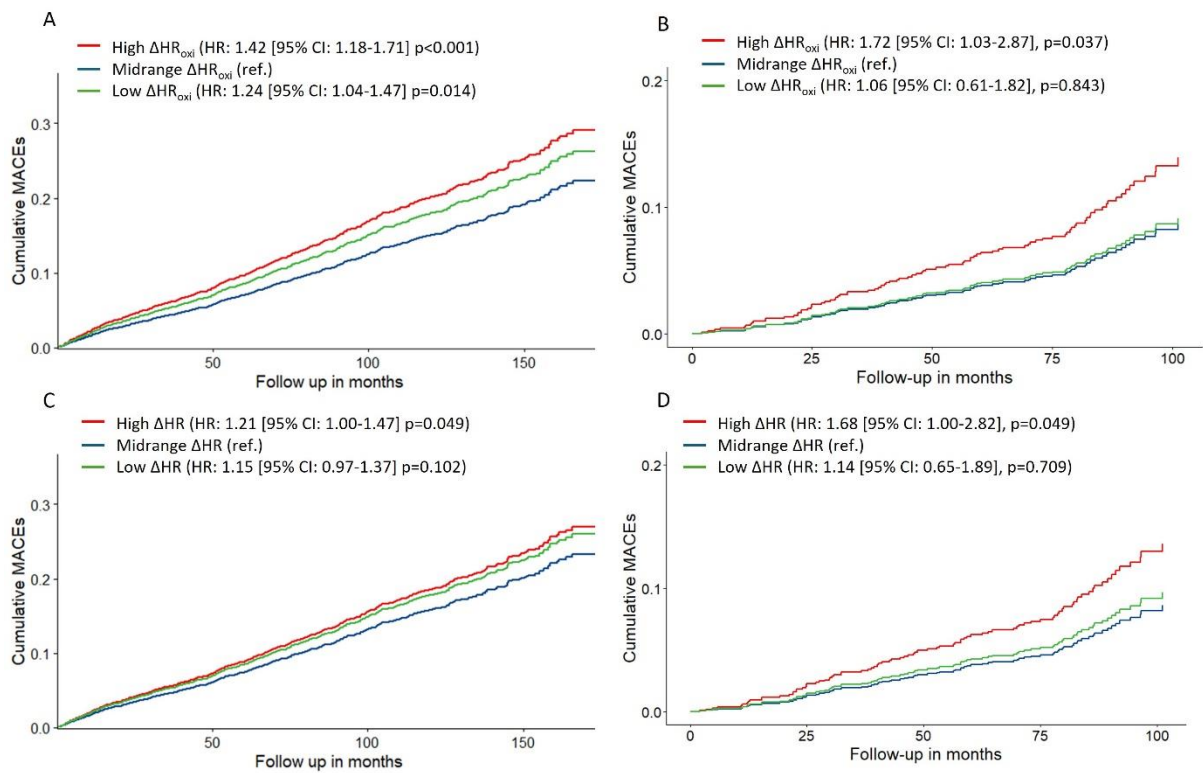 A
High ΔHRoxi (HR: 1.42 [95% CI: 1.18-1.71] p<0.001)
Midrange ΔHRoxi (ref.)
Low ΔHRoxi (HR: 1.24 [95% CI: 1.04-1.47] p=0.014)
0.3
0.2
0.1
0.0
Cumulative MACEs
50
100
150
Follow up in months
B
High ΔHRoxi (HR: 1.72 [95% CI: 1.03-2.87, p=0.037)
Midrange ΔHRoxi (ref.)
Low ΔHRoxi (HR: 1.06 [95% CI: 0.61-1.82], p=0.843)
0.2
0.1
0.0
Cumulative MACEs
0
25
50
75
100
Follow-up in months
C
High ΔHR (HR: 1.21 [95% CI: 1.00-1.47] p=0.049)
Midrange ΔHR (ref.)
Low ΔHR (HR: 1.15 [95% CI: 0.97-1.37] p=0.102)
0.3
0.2
0.1
0.0
Cumulative MACEs
50
100
150
Follow up in months
D
High ΔHR (HR: 1.68 [95% CI: 1.00-2.82], p=0.049)
Midrange ΔHR (ref.)
Low ΔHR (HR: 1.14 [95% CI: 0.65-1.89], p=0.709)
0.2
0.1
0.0
Cumulative MACEs
0
25
50
75
100
Follow-up in months